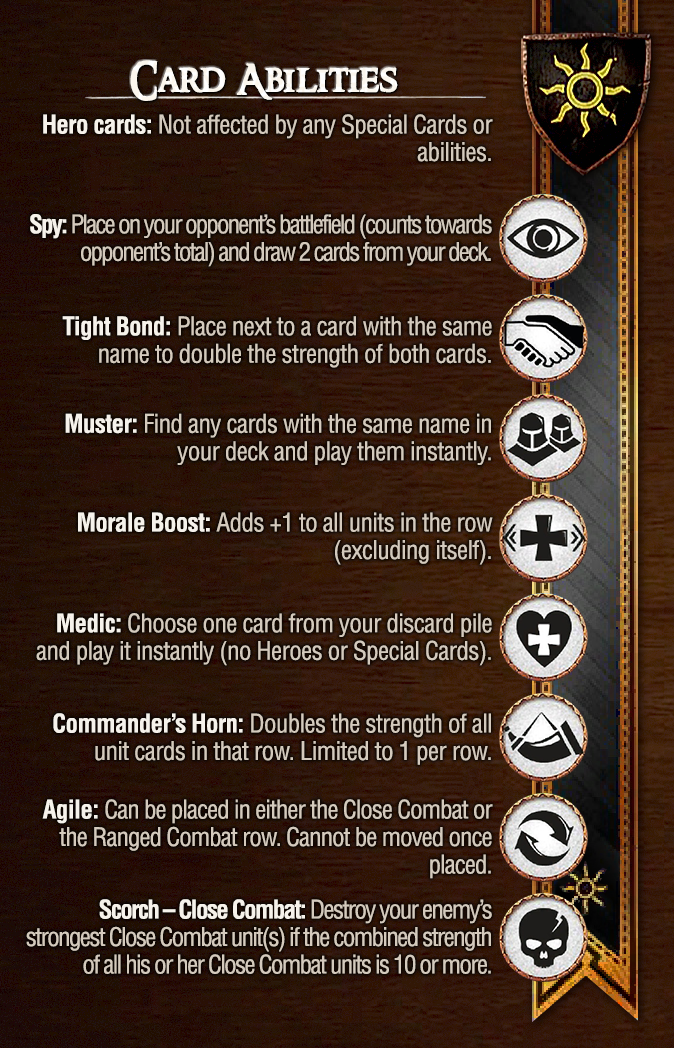 Card Abilities
Hero cards: Not affected by any Special Cards or
abilities.
Spy: Place on your opponent's battlefield (counts towards
opponent's total) and draw 2 cards from your deck.
Tight Bond: Place next to a card with the same
name to double the strength of both cards.
Muster: Find any cards with the same name in
your deck and play them instantly.
Morale Boost: Adds +1 to all units in the row
(excluding itself).
Medic: Choose one card from your discard pile
and play it instantly (no Heroes or Special Cards).
Commander's Horn: Doubles the strength of all
unit cards in that row. Limited to 1 per row.
Agile: Can be placed in either the Close Combat or
the Ranged Combat row. Cannot be moved once
placed.
Scorch – Close Combat: Destroy your enemy's
strongest Close Combat unit(s) if the combined strength
of all his or her Close Combat units is 10 or more.